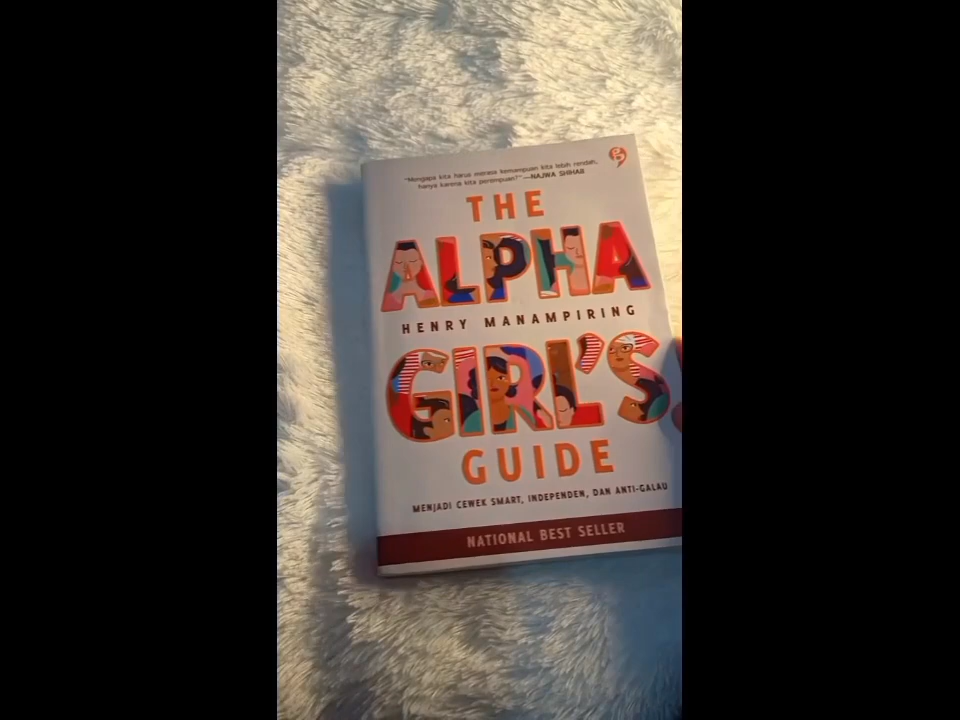 "Mengapa kita harus merasa kemampuan kita lebih rendah,
hanya karena kita perempuan?"—NAJWA SHIHAB
THE
ALPHA
HENRY MANAMPIRING
GIRL'S
GUIDE
MENJADI CEWEK SMART, INDEPENDEN, DAN ANTI-GALAU
NATIONAL BEST SELLER